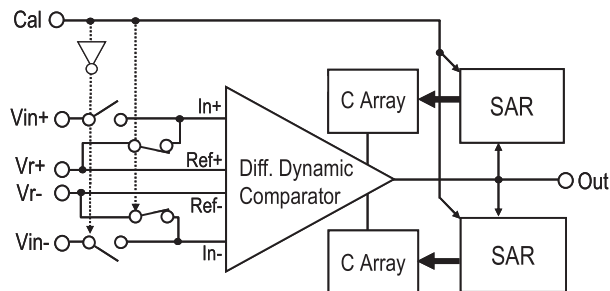 Cal
Vin+
Vr+
Vr-
Vin-
In+
Ref+
Ref-
In-
Diff. Dynamic
Comparator
C Array
SAR
Out
C Array
SAR